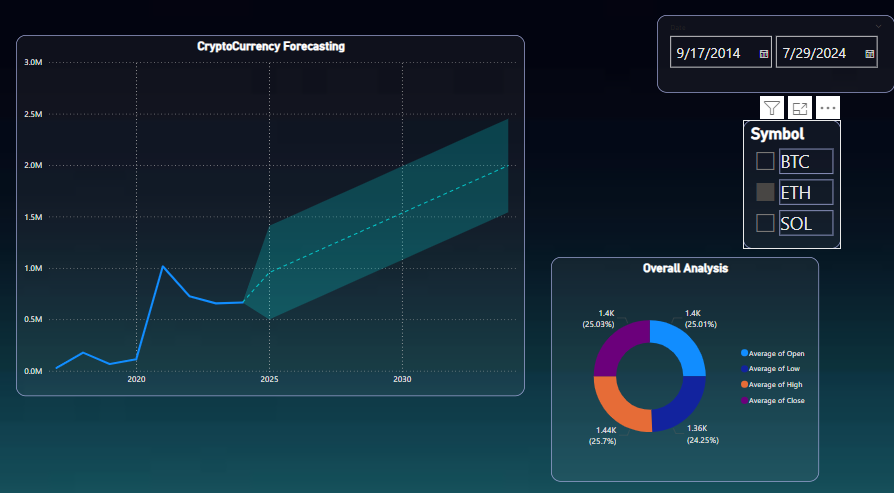 CryptoCurrency Forecasting
3.0M
2.5M
2.0M
1.5M
1.0M
0.5M
0.0M
2020 2025 2030
9/17/2014 7/29/2024
Symbol
BTC
ETH
SOL
Overall Analysis
1.4K
(25.03%)
1.4K
(25.01%)
1.44K
(25.7%)
1.36K
(24.25%)
Average of Open
Average of Low
Average of High
Average of Close